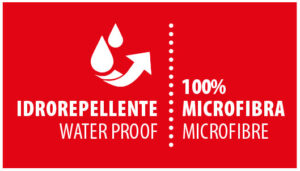 IDROREPELLENTE
WATER PROOF
100%
MICROFIBRA
MICROFIBRE